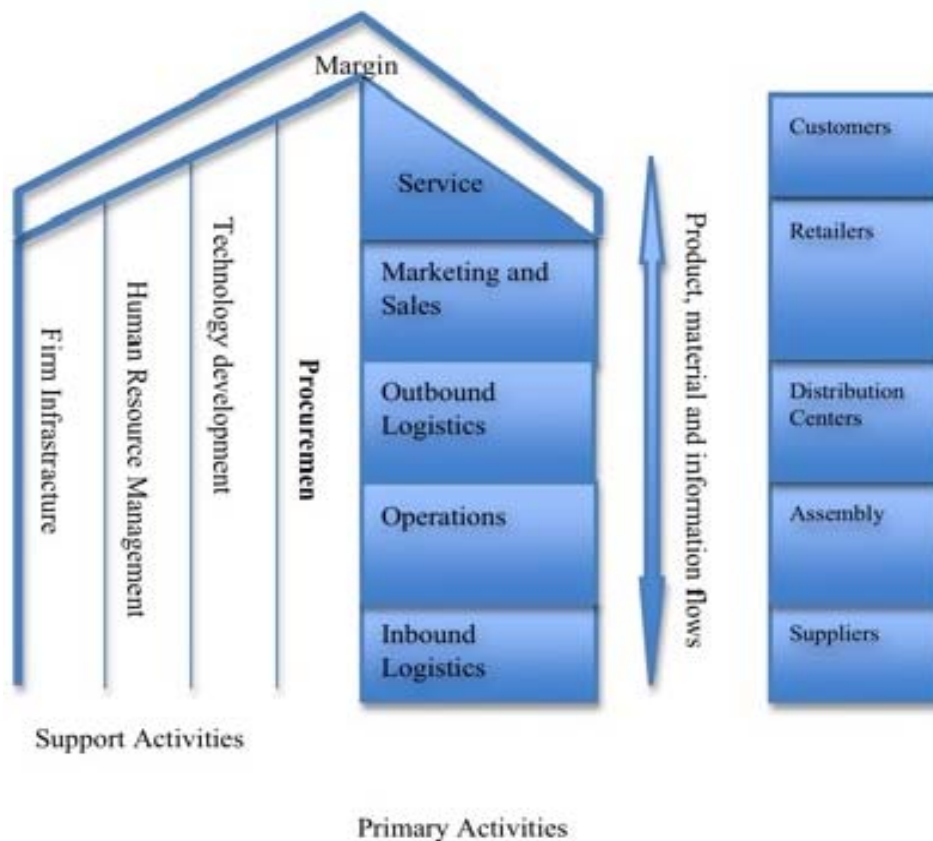 Margin
Service
Marketing and
Sales
Outbound
Logistics
Operations
Inbound
Logistics
Firm Infrastracture
Human Resource Management
Technology development
Procuremen
Product, material and information flows
Customers
Retailers
Distribution
Centers
Assembly
Suppliers
Support Activities
Primary Activities